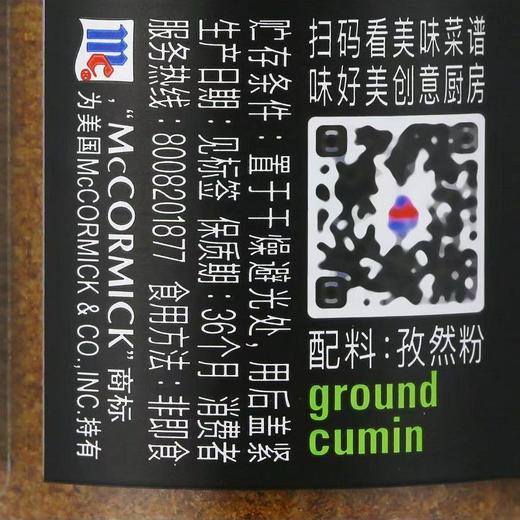 扫码看美味菜谱
味好美创意厨房
配料:孜然粉
ground
cumin
贮存条件:置于干燥避光处,用后盖紧
生产日期:见标签 保质期:36个月 消费者
服务热线:8008201877 食用方法:非即食
Mc
,“McCORMICK”商标
为美国McCORMICK & CO., INC.持有